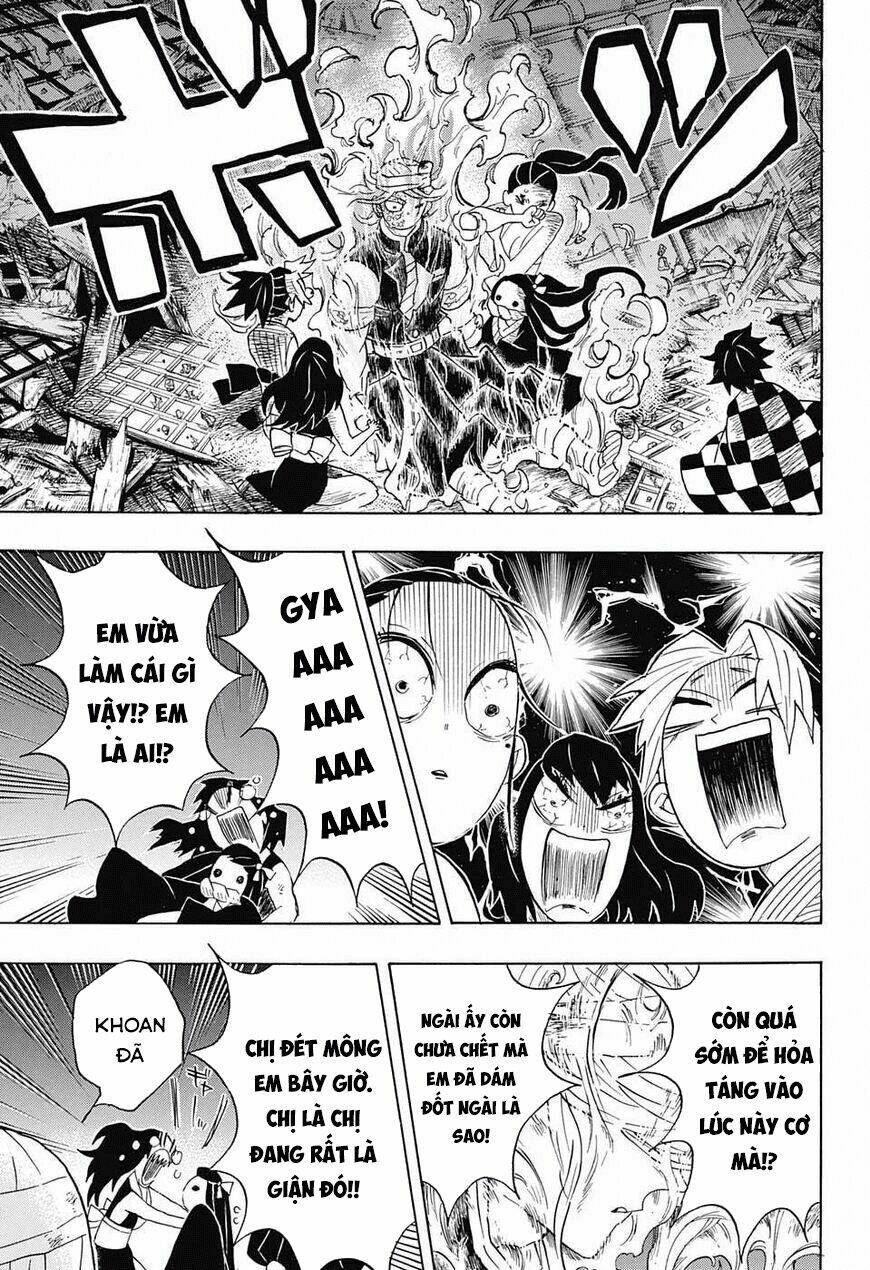 ボッ
GYA
AAA
AAA
AAA
AAA!
EM VỪA
LÀM CÁI GÌ
VẬY!? EM
LÀ AI!?
CÒN QUÁ
SỚM ĐỂ HỎA
TÁNG VÀO
LÚC NÀY CƠ
MÀ!?
NGÀI ẤY CÒN
CHƯA CHẾT MÀ
EM ĐÃ DÁM
ĐỐT NGÀI LÀ
SAO!
CHỊ ĐÉT MÔNG
EM BÂY GIỜ.
CHỊ LÀ CHỊ
ĐANG RẤT LÀ
GIẬN ĐÓ!!
KHOAN
ĐÃ